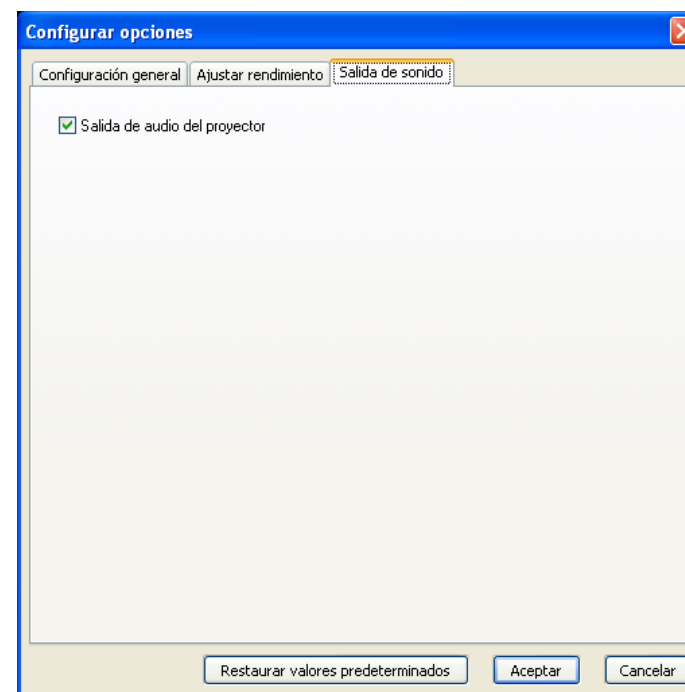 Configurar opciones
Configuración general Ajustar rendimiento Salida de sonido
Salida de audio del proyector
Restaurar valores predeterminados Aceptar Cancelar